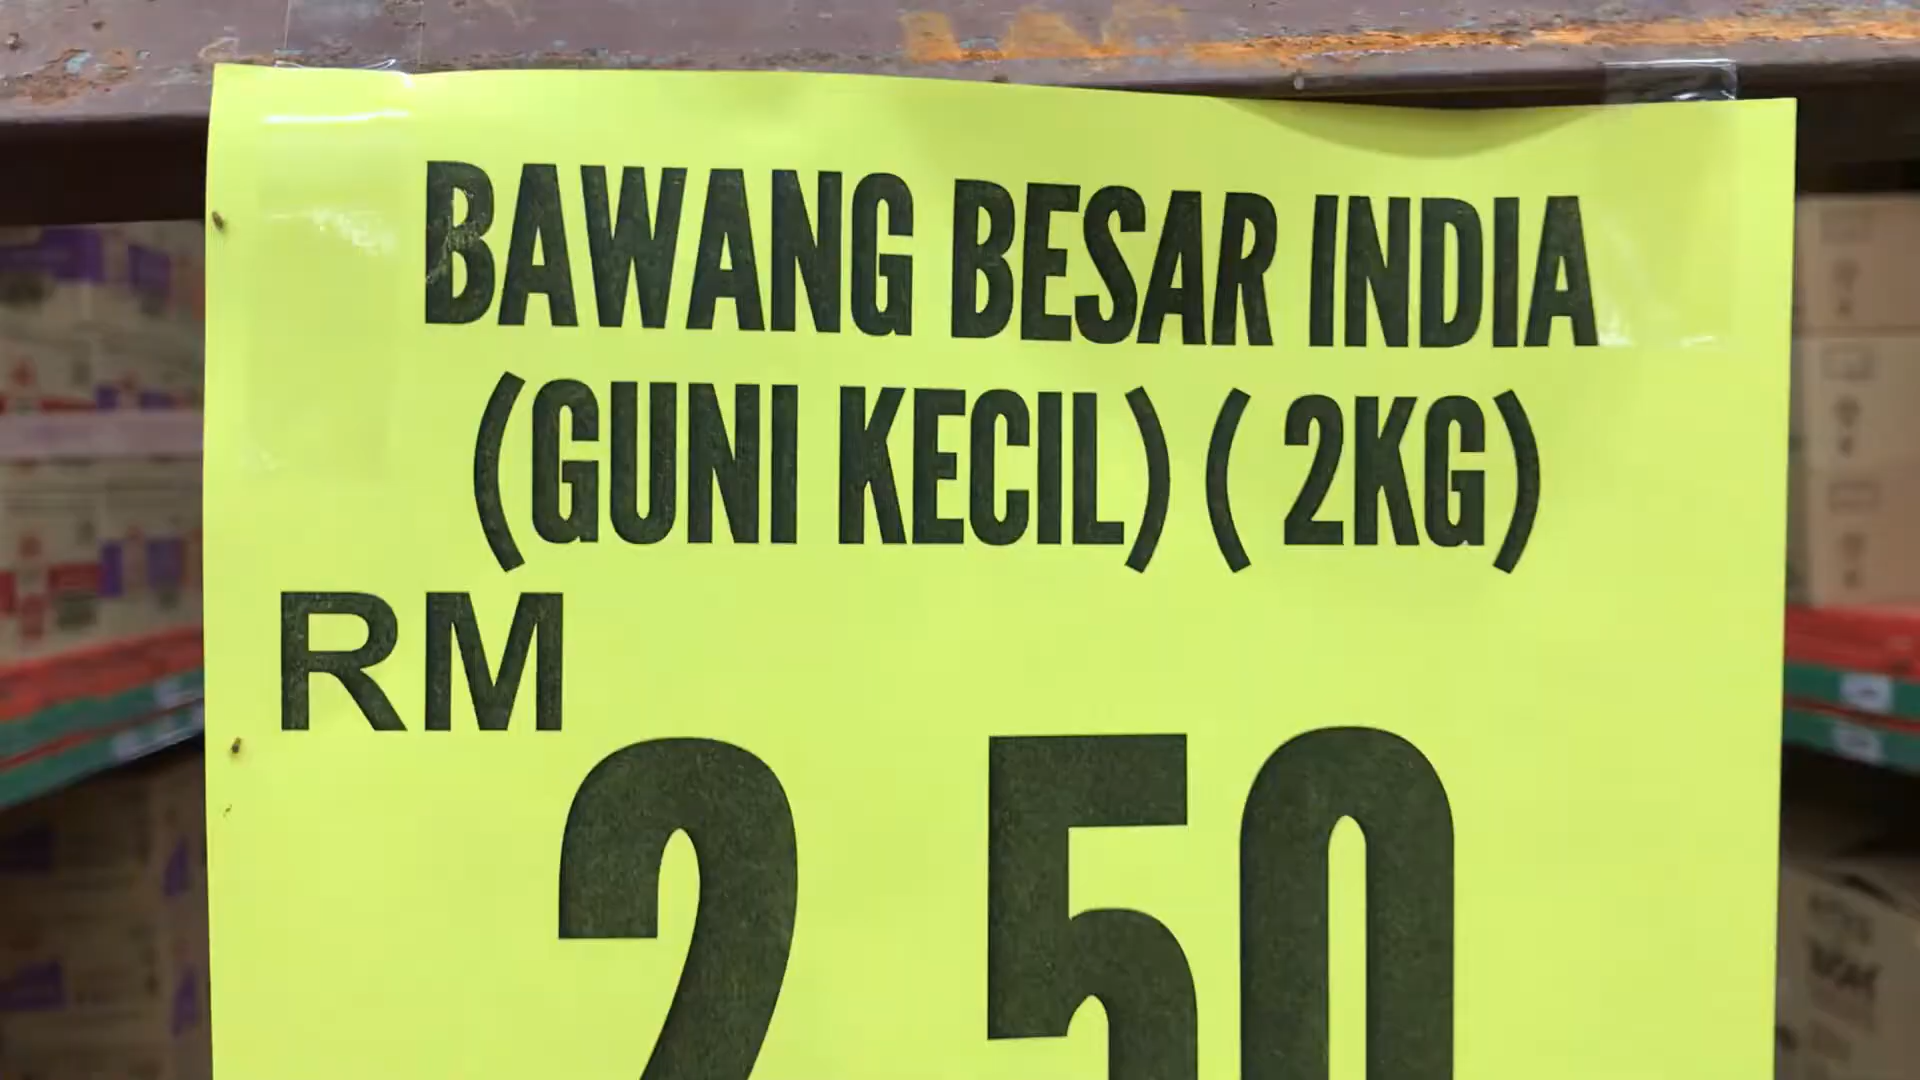 BAWANG BESAR INDIA
(GUNI KECIL) ( 2KG)
RM
2.50